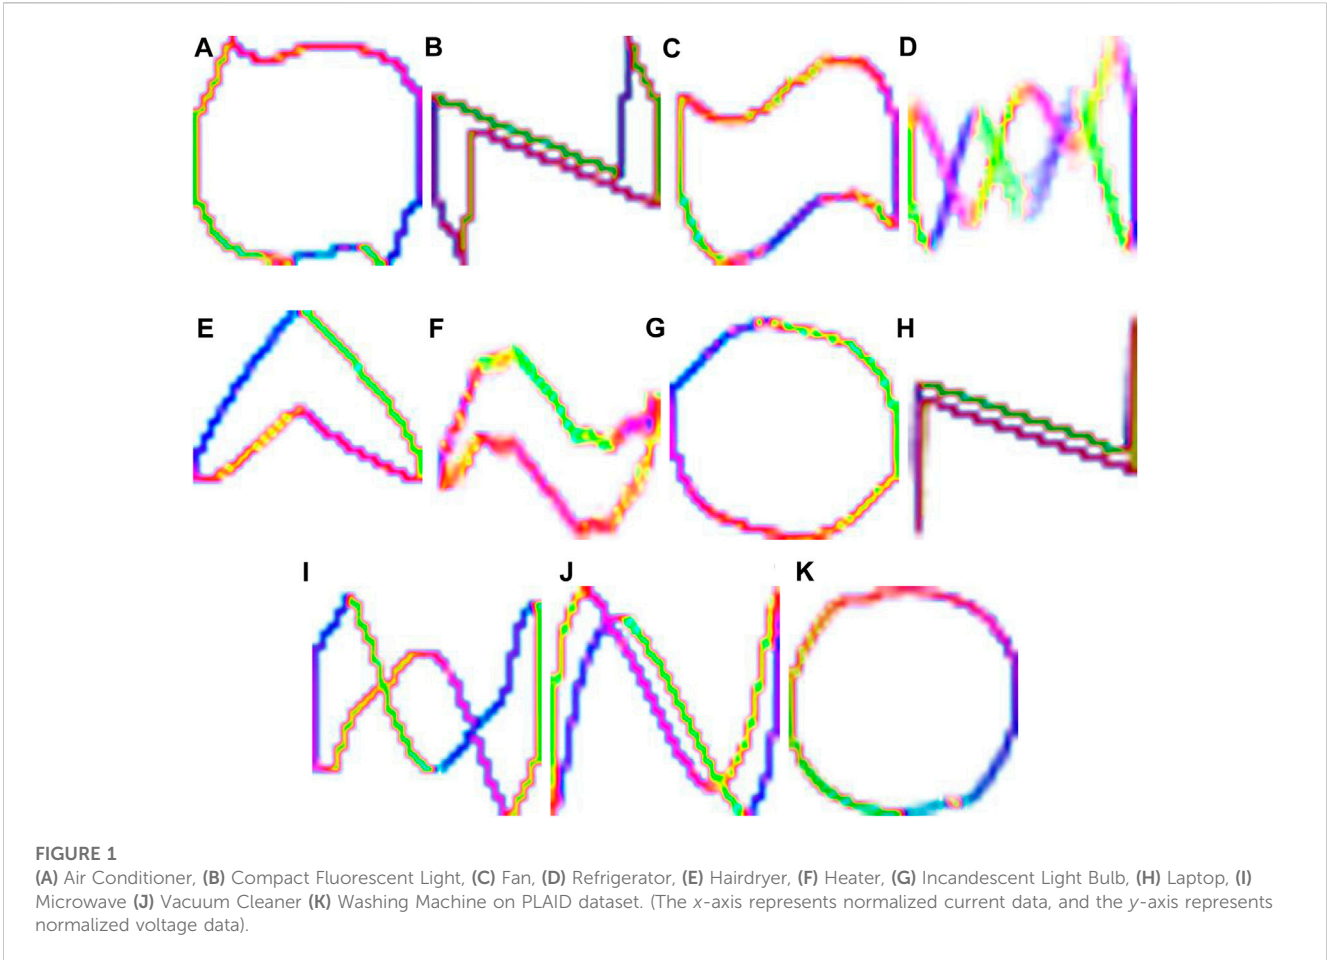 A B C D
E F G H
I J K
FIGURE 1
(A) Air Conditioner, (B) Compact Fluorescent Light, (C) Fan, (D) Refrigerator, (E) Hairdryer, (F) Heater, (G) Incandescent Light Bulb, (H) Laptop, (I)
Microwave (J) Vacuum Cleaner (K) Washing Machine on PLAID dataset. (The x-axis represents normalized current data, and the y-axis represents
normalized voltage data).